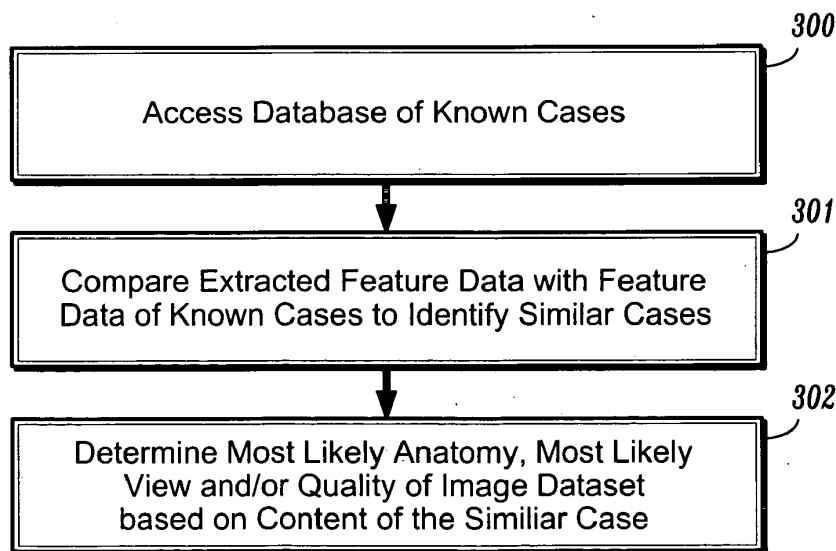 300
Access Database of Known Cases
301
Compare Extracted Feature Data with Feature
Data of Known Cases to Identify Similar Cases
302
Determine Most Likely Anatomy, Most Likely
View and/or Quality of Image Dataset
based on Content of the Similiar Case